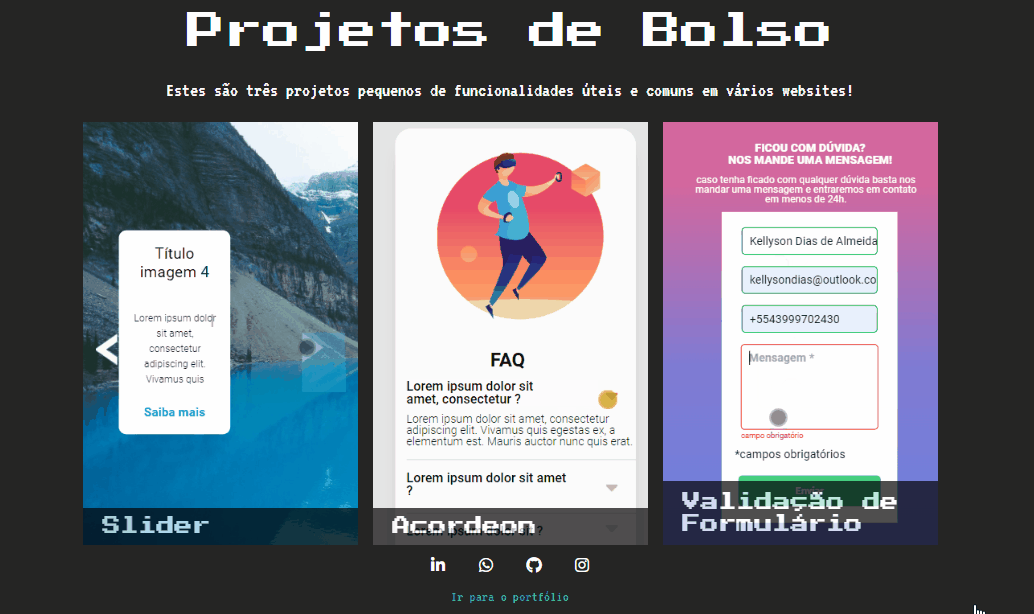 Projetos de Bolso
Estes são três projetos pequenos de funcionalidades úteis e comuns em vários websites!
Título
imagem 4
Lorem ipsum dolor
sit amet,
consectetur
adipiscing elit.
Vivamus quis
Saiba mais
Slider
FAQ
Lorem ipsum dolor sit
amet, consectetur ?
Lorem ipsum dolor sit amet, consectetur
adipiscing elit. Vivamus quis egestas ex, a
elementum est. Mauris auctor nunc quis erat.
Lorem ipsum dolor sit amet
?
Lorem ipsum dolor sit ?
Acordeon
FICOU COM DÚVIDA?
NOS MANDE UMA MENSAGEM!
caso tenha ficado com qualquer dúvida basta nos
mandar uma mensagem e entraremos em contato
em menos de 24h.
Kellyson Dias de Almeida
kellysondias@outlook.co
+5543999702430
Mensagem *
campo obrigatório
*campos obrigatórios
Enviar
Validação de
Formulário
Ir para o portfólio